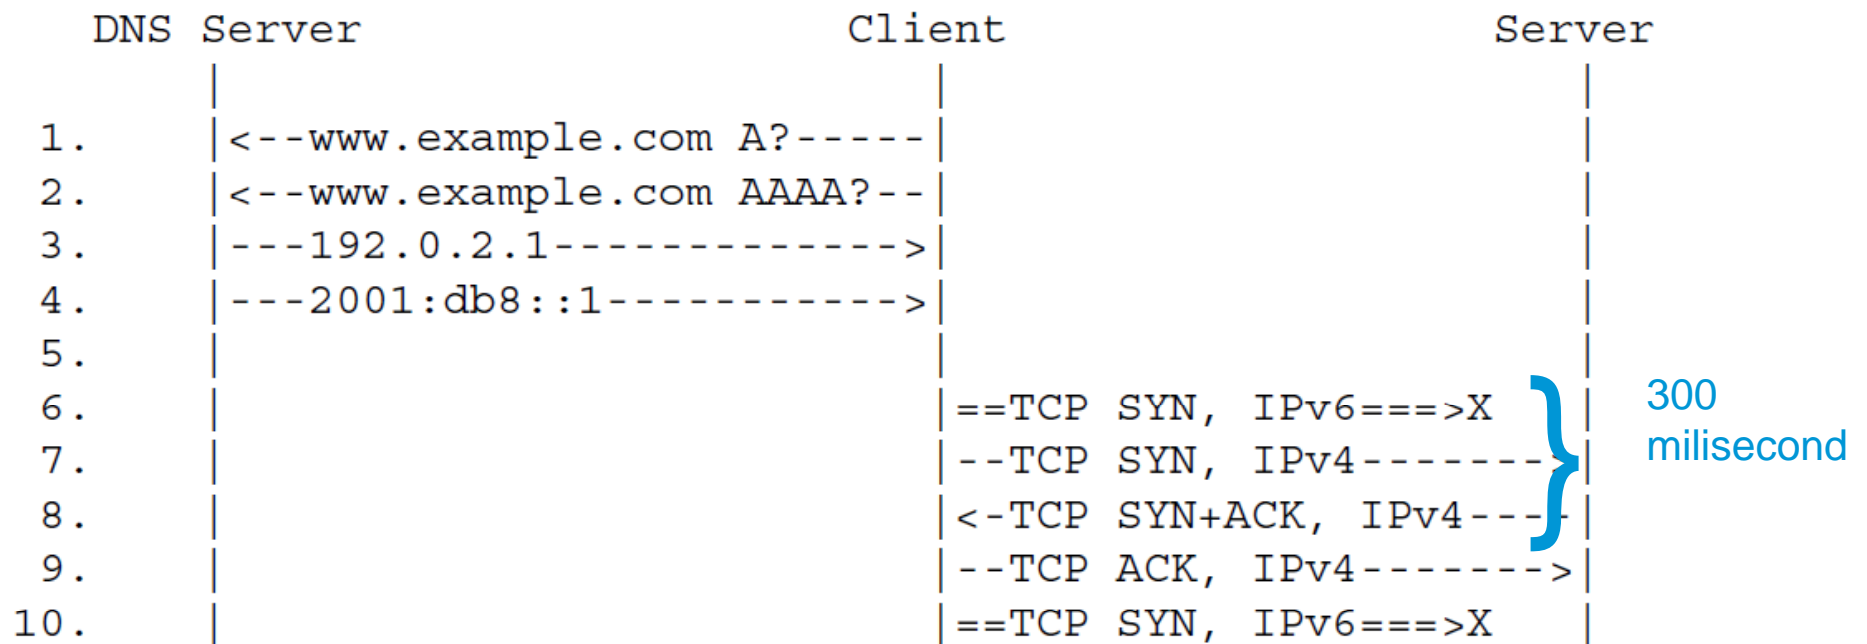 DNS Server                              Client                              Server
            |                                         |                                   |
 1.         |<--www.example.com A?-----|                                   |
 2.         |<--www.example.com AAAA?--|                                   |
 3.         |---192.0.2.1------------->|                                   |
 4.         |---2001:db8::1----------->|                                   |
 5.         |                          |                                   |
 6.         |                          |==TCP SYN, IPv6===>X   |
 7.         |                          |--TCP SYN, IPv4------->|
 8.         |                          |<-TCP SYN+ACK, IPv4----|
 9.         |                          |--TCP ACK, IPv4------->|
10.         |                          |==TCP SYN, IPv6===>X   |
}
300
milisecond